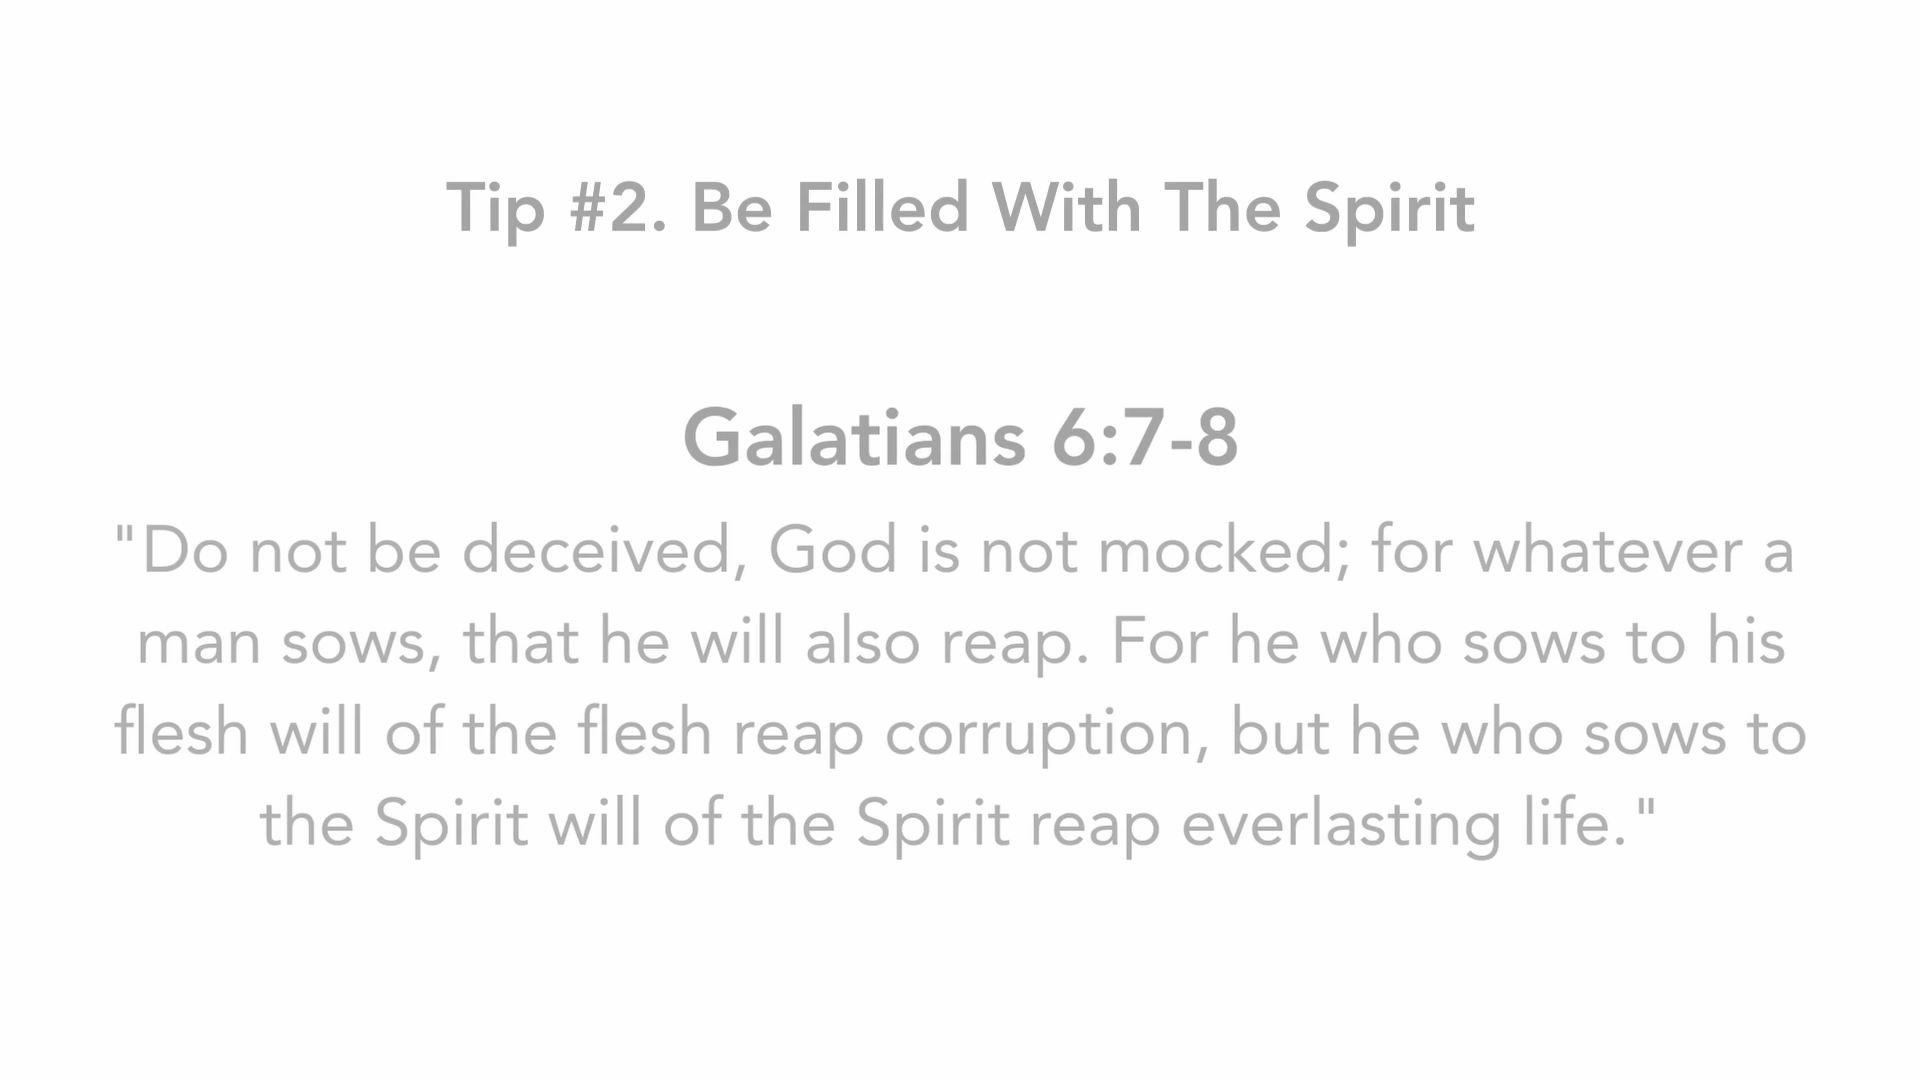 Tip #2. Be Filled With The Spirit
Galatians 6:7-8
"Do not be deceived, God is not mocked; for whatever a
man sows, that he will also reap. For he who sows to his
flesh will of the flesh reap corruption, but he who sows to
the Spirit will of the Spirit reap everlasting life."